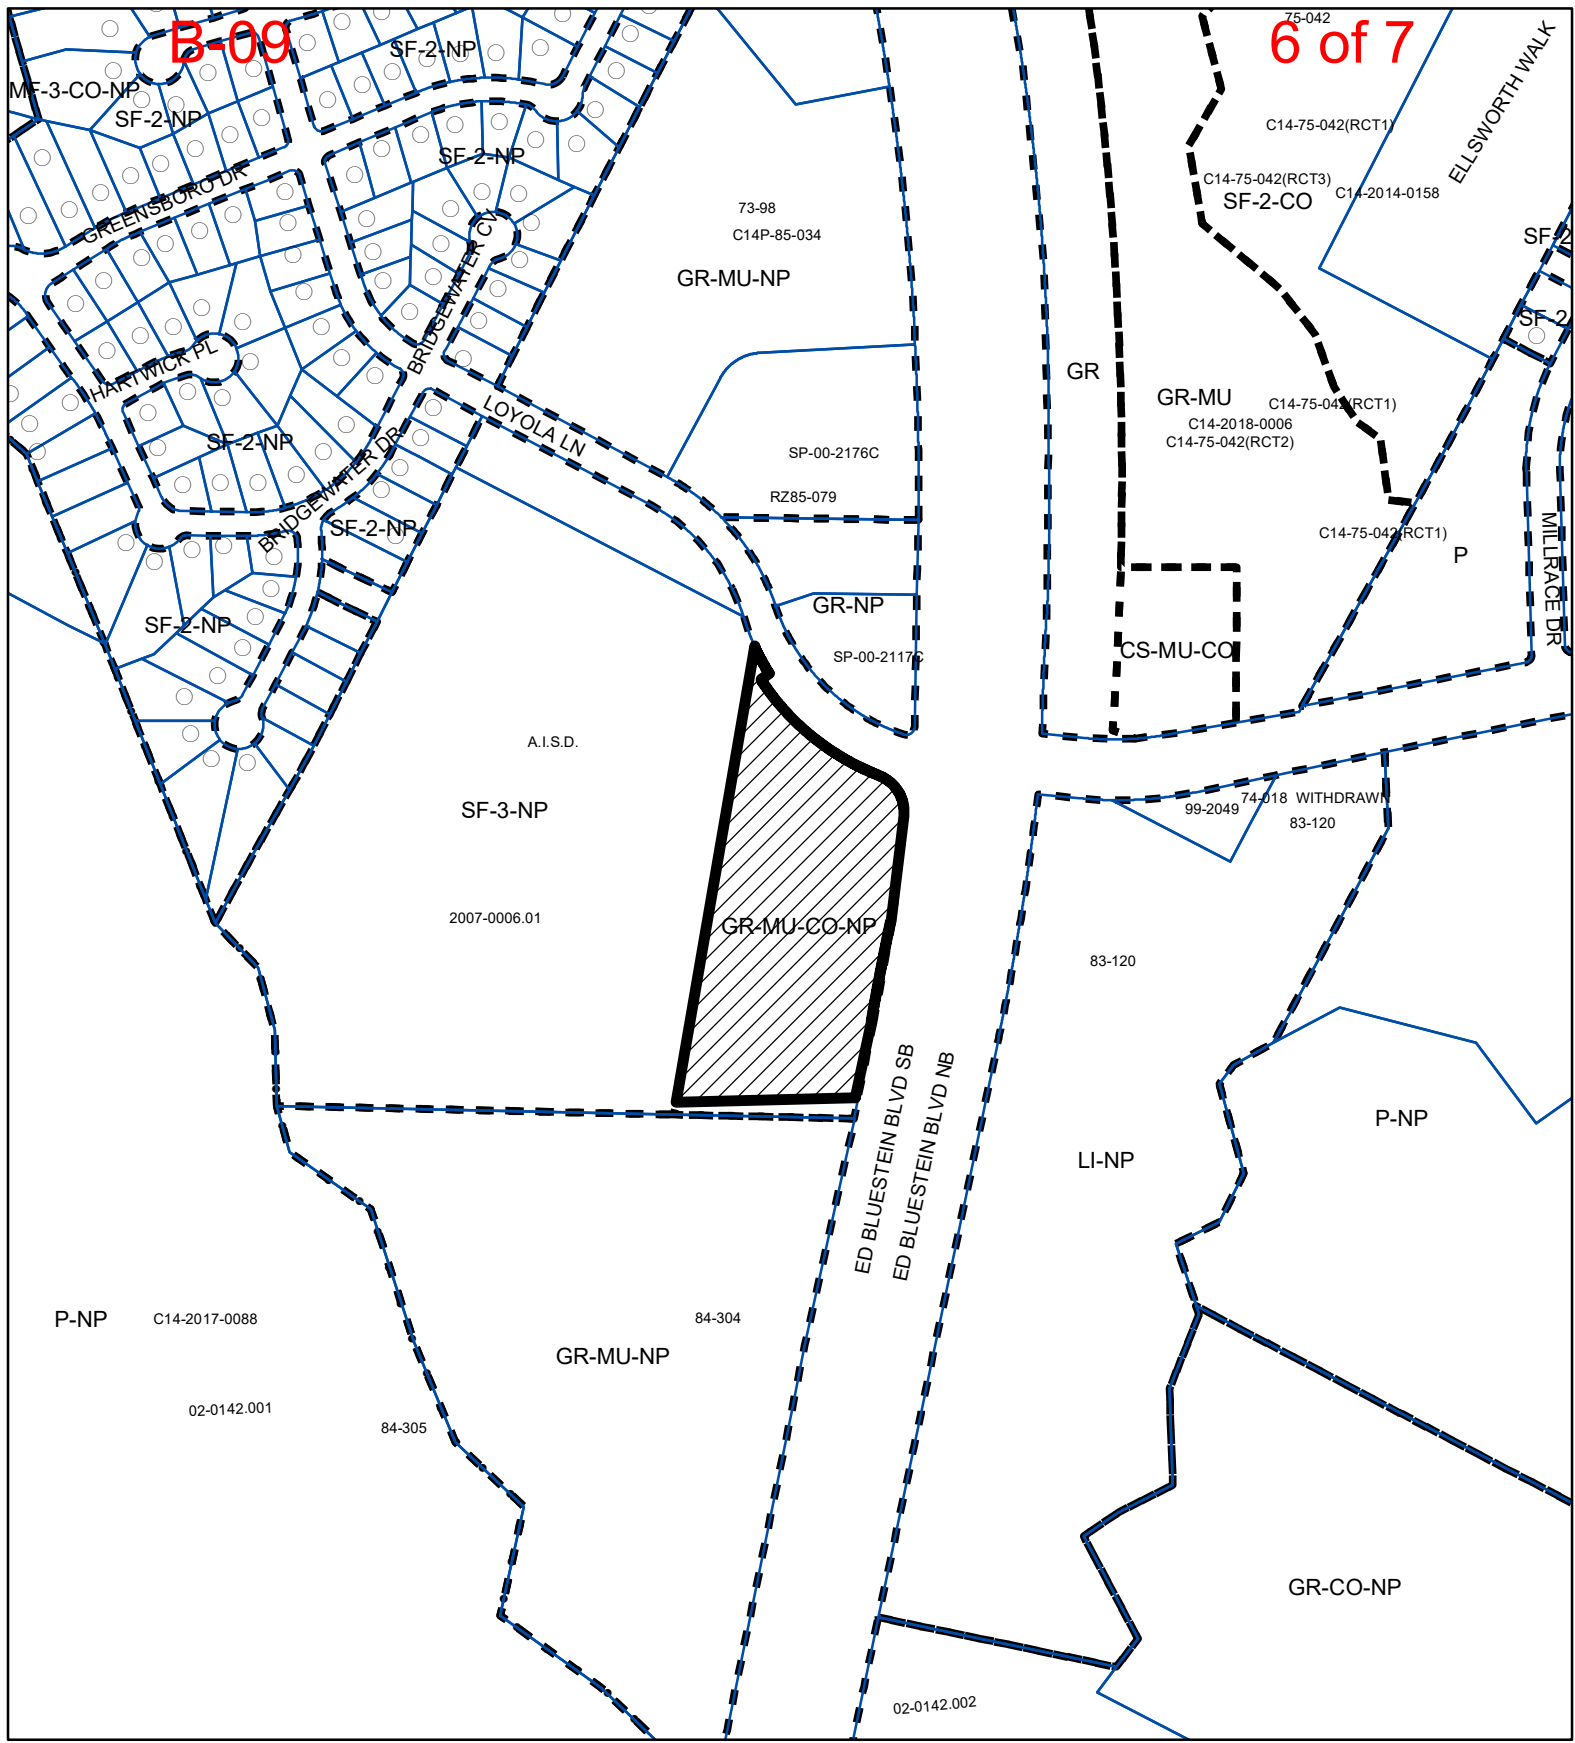 B-09
6 of 7
75-042
SF-2-NP
MF-3-CO-NP
SF-2-NP
ELLSWORTH WALK
C14-75-042(RCT1)
SF-2-NP
GREENSBORO DR
C14-75-042(RCT3)
SF-2-CO
C14-2014-0158
73-98
C14P-85-034
GR-MU-NP
BRIDGEWATER CV
SF-2
SF-2
HARTWICK PL
GR
GR-MU
C14-75-042(RCT1)
C14-2018-0006
C14-75-042(RCT2)
LOYOLA LN
SF-2-NP
BRIDGEWATER DR
SP-00-2176C
RZ85-079
SF-2-NP
C14-75-042(RCT1)
P
MILLRACE DR
GR-NP
SF-2-NP
SP-00-2117C
CS-MU-CO
A.I.S.D.
SF-3-NP
99-2049
74-018 WITHDRAWN
83-120
2007-0006.01
GR-MU-CO-NP
83-120
ED BLUESTEIN BLVD SB
ED BLUESTEIN BLVD NB
P-NP
LI-NP
P-NP
C14-2017-0088
84-304
GR-MU-NP
02-0142.001
84-305
GR-CO-NP
02-0142.002